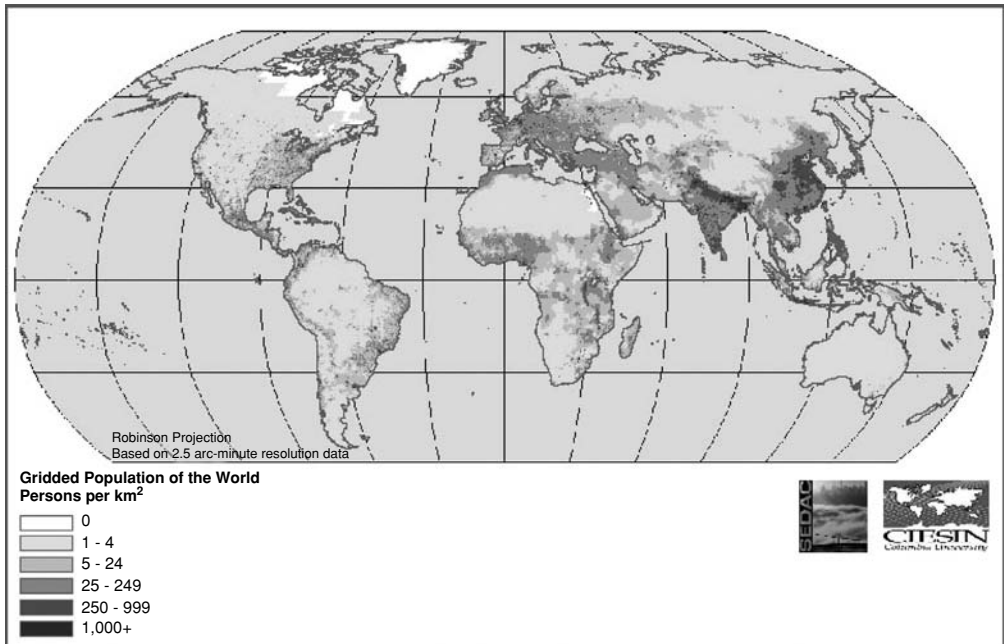 Robinson Projection
Based on 2.5 arc-minute resolution data
Gridded Population of the World
Persons per km²
0
1 - 4
5 - 24
25 - 249
250 - 999
1,000+
SEDAC
CIESIN
Columbia University